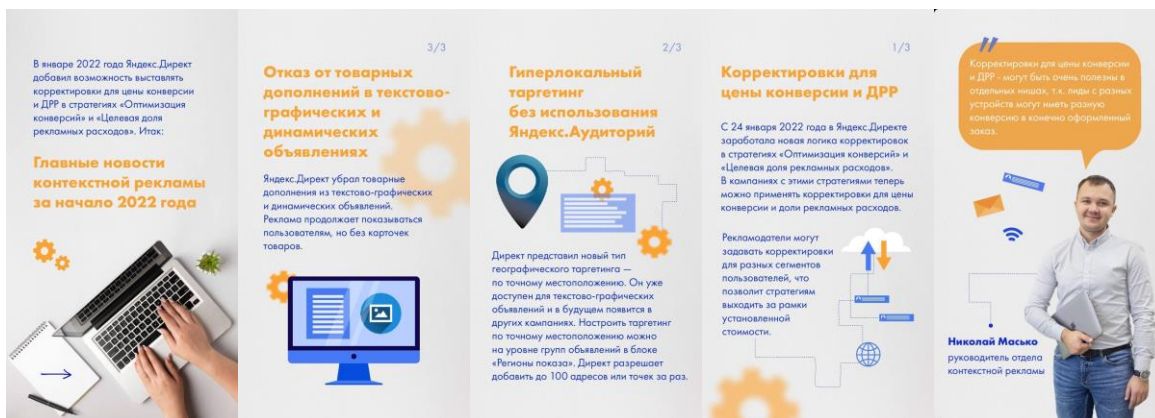 В январе 2022 года Яндекс.Директ
добавил возможность выставлять
корректировки для цены конверсии
и ДРР в стратегиях «Оптимизация
конверсий» и «Целевая доля
рекламных расходов». Итак:
Главные новости
контекстной рекламы
за начало 2022 года
3/3
Отказ от товарных
дополнений в текстово-
графических и
динамических
объявлениях
Яндекс.Директ убрал товарные
дополнения из текстово-графических
и динамических объявлений.
Реклама продолжает показываться
пользователям, но без карточек
товаров.
2/3
Гиперлокальный
таргетинг
без использования
Яндекс.Аудиторий
Директ представил новый тип
географического таргетинга —
по точному местоположению. Он уже
доступен для текстово-графических
объявлений и в будущем появится в
других кампаниях. Настроить таргетинг
по точному местоположению можно
на уровне групп объявлений в блоке
«Регионы показа». Директ разрешает
добавить до 100 адресов или точек за раз.
1/3
Корректировки для
цены конверсии и ДРР
С 24 января 2022 года в Яндекс.Директе
заработала новая логика корректировок
в стратегиях «Оптимизация конверсий» и
«Целевая доля рекламных расходов».
В кампаниях с этими стратегиями теперь
можно применять корректировки для цены
конверсии и доли рекламных расходов.
Рекламодатели могут
задавать корректировки
для разных сегментов
пользователей, что
позволит стратегиям
выходить за рамки
установленной
стоимости.
Корректировки для цены конверсии
и ДРР - могут быть очень полезны в
отдельных нишах, т.к. лиды с разных
устройств могут иметь разную
конверсию в конечно оформленный
заказ.
Николай Масько
руководитель отдела
контекстной рекламы